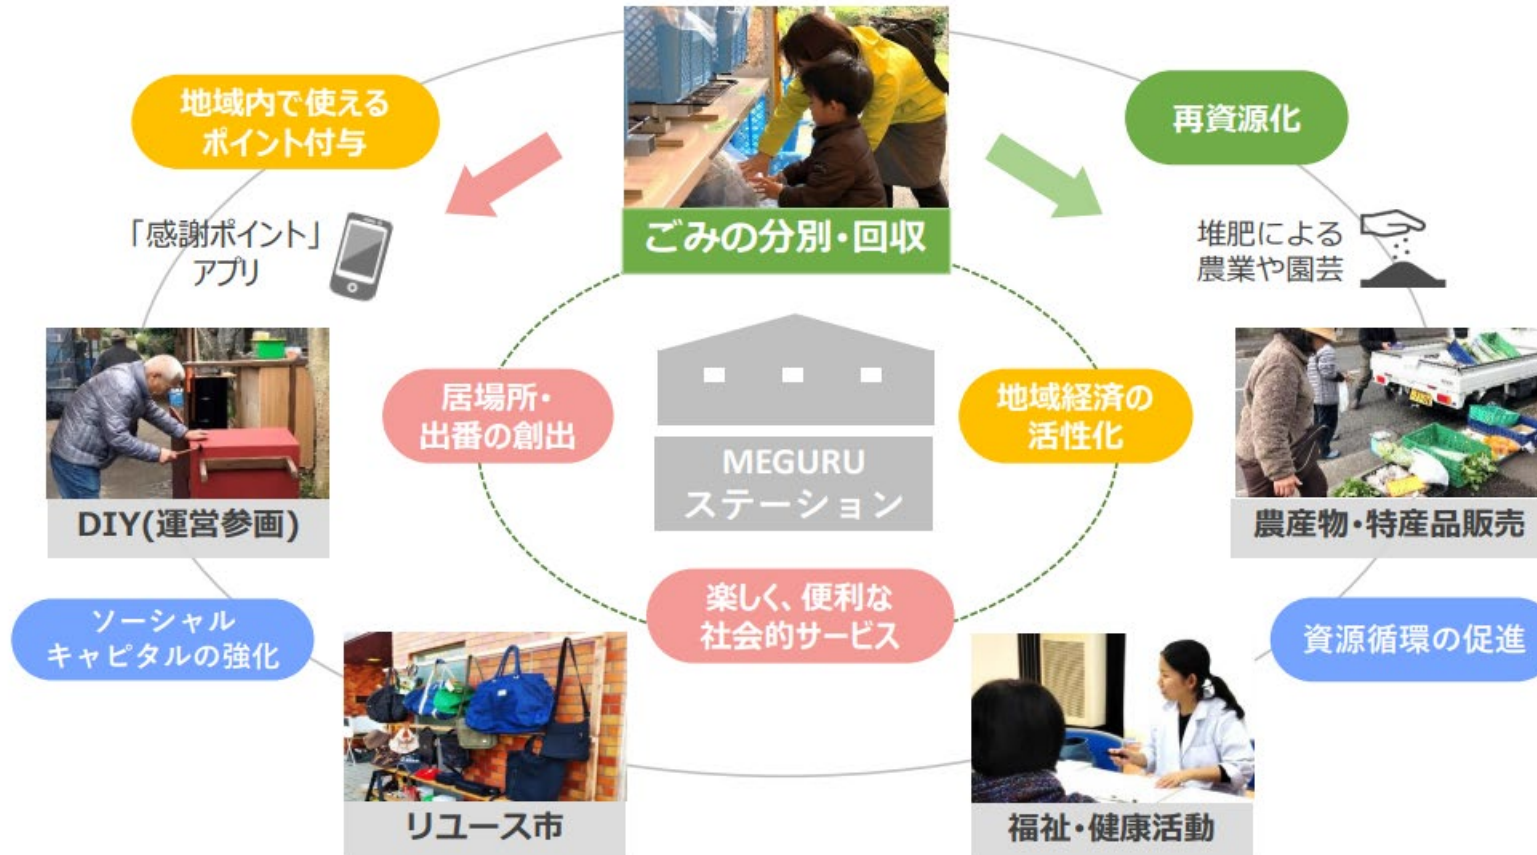 地域内で使える
ポイント付与
再資源化
「感謝ポイント」
アプリ
ごみの分別・回収
堆肥による
農業や園芸
居場所・
出番の創出
MEGURU
ステーション
地域経済の
活性化
DIY(運営参画)
農産物・特産品販売
楽しく、便利な
社会的サービス
ソーシャル
キャピタルの強化
資源循環の促進
リユース市
福祉・健康活動